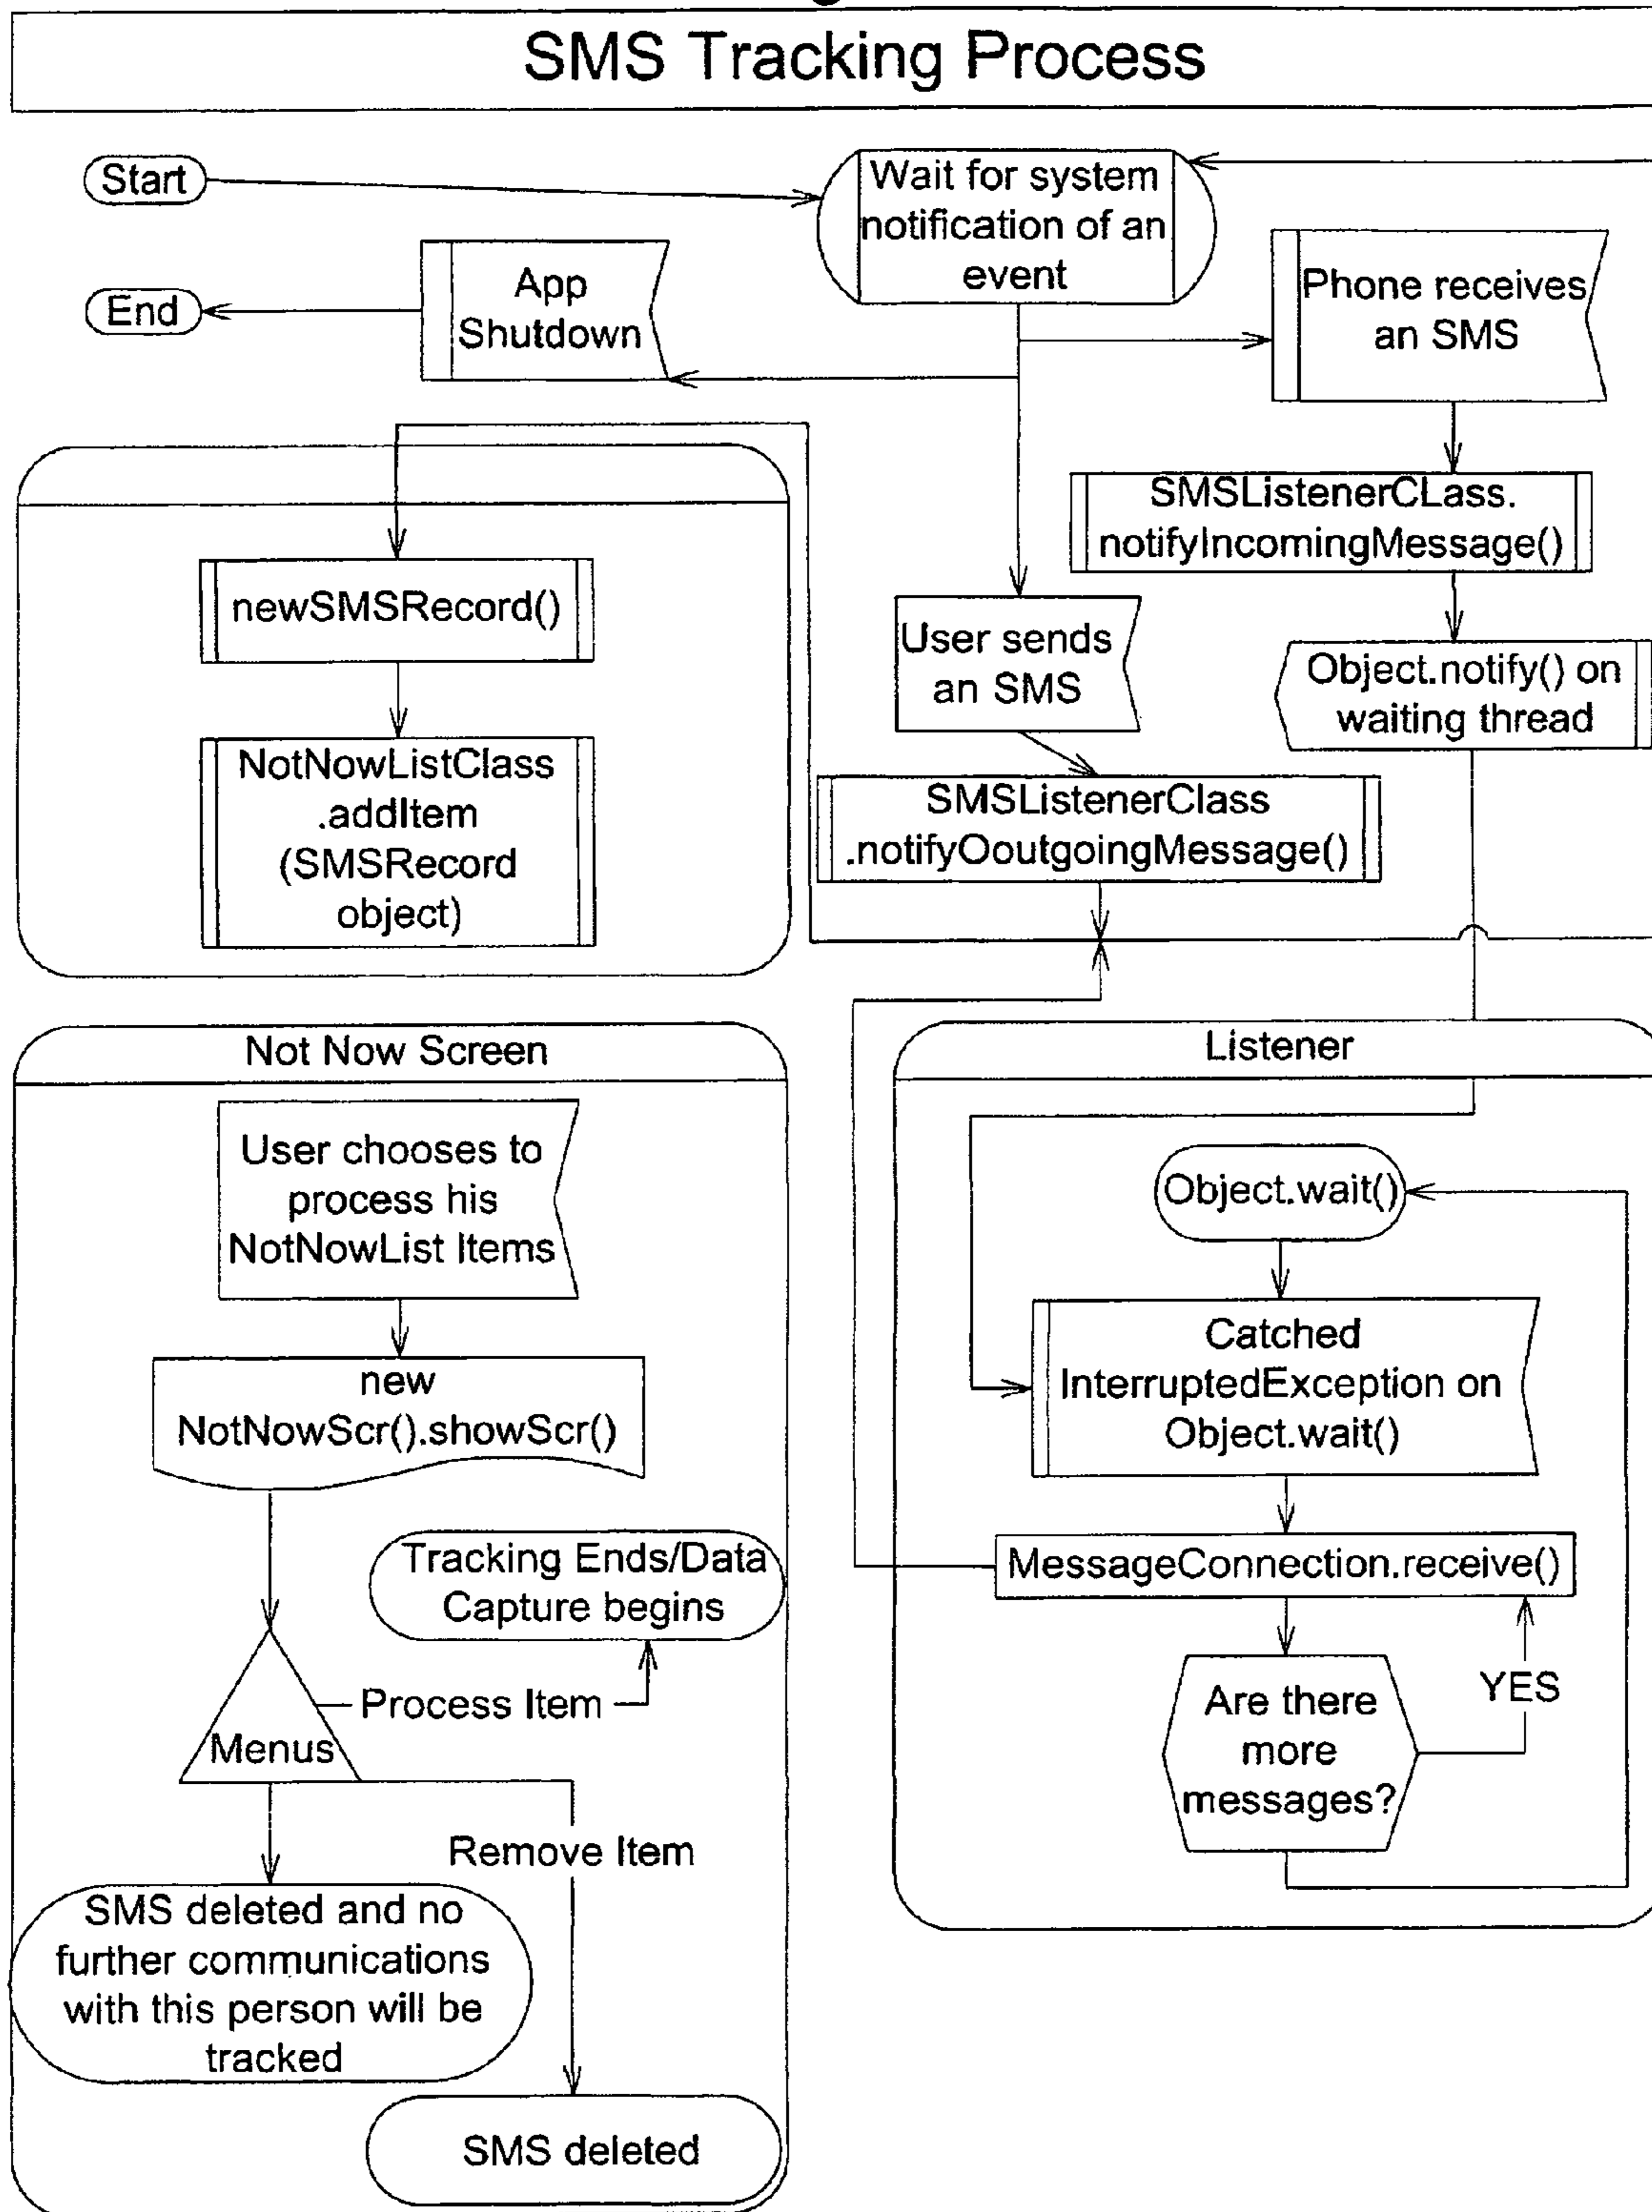 SMS Tracking Process
Start
Wait for system
notification of an
event
App
Shutdown
End
Phone receives
an SMS
SMSListenerCLass.
notifyIncomingMessage()
newSMSRecord()
User sends
an SMS
Object.notify() on
waiting thread
NotNowListClass
.addItem
(SMSRecord
object)
SMSListenerClass
.notifyOoutgoingMessage()
Not Now Screen
User chooses to
process his
NotNowList Items
new
NotNowScr().showScr()
Tracking Ends/Data
Capture begins
Process Item
Menus
Remove Item
SMS deleted and no
further communications
with this person will be
tracked
SMS deleted
Listener
Object.wait()
Catched
InterruptedException on
Object.wait()
MessageConnection.receive()
Are there
more
messages?
YES